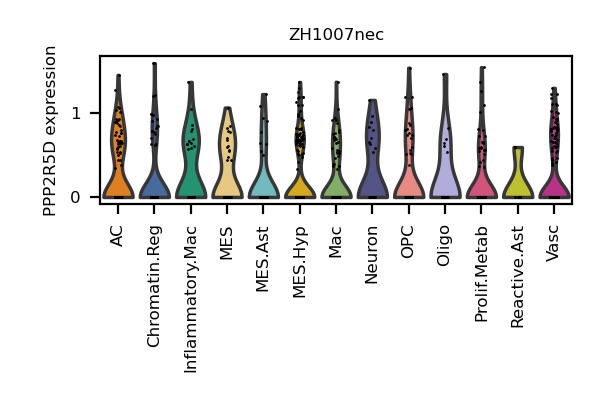 ZH1007nec
PPP2R5D expression
1
0
AC
Chromatin.Reg
Inflammatory.Mac
MES
MES.Ast
MES.Hyp
Mac
Neuron
OPC
Oligo
Prolif.Metab
Reactive.Ast
Vasc